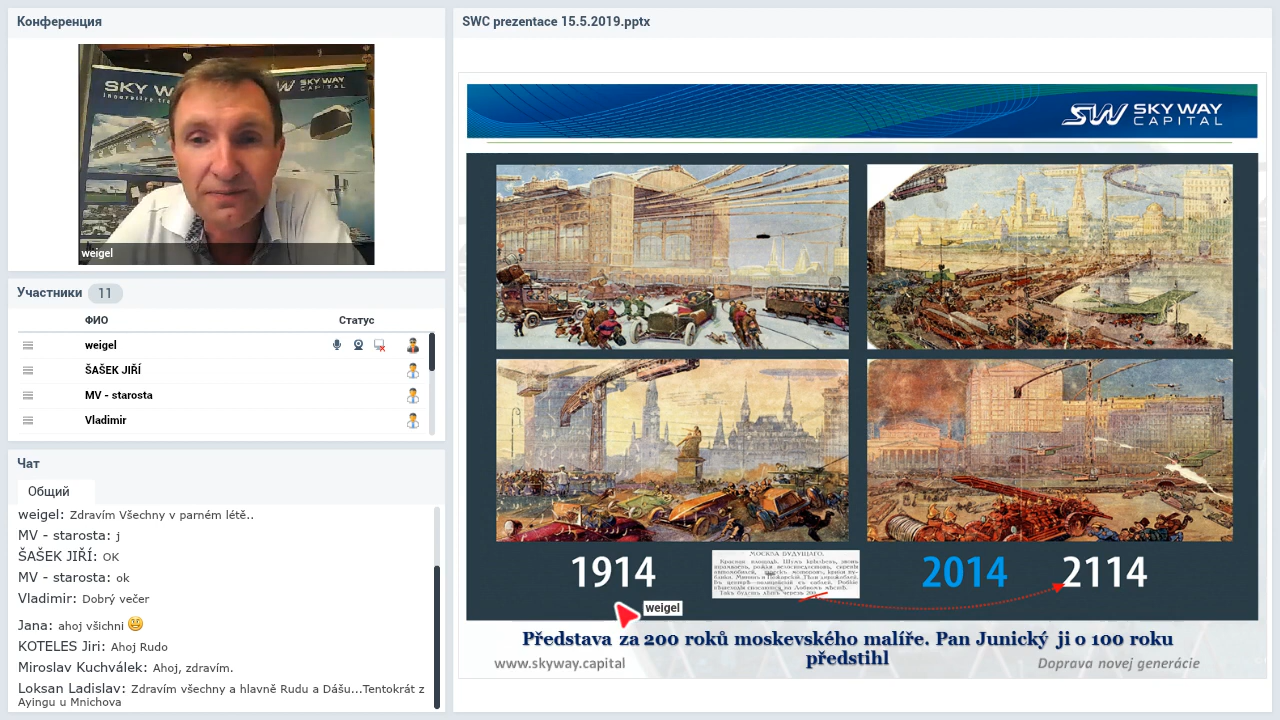 Конференция
SKY W
innovative tra
W SKY WAY
CAPITAL
weigel
Участники 11
ФИО Статус
weigel
ŠAŠEK JIŘÍ
MV - starosta
Vladimir
Чат
Общий
weigel: Zdravím Všechny v parném létě..
MV - starosta: j
ŠAŠEK JIŘÍ: OK
MV - starosta: ok
Vladimir: Pěkný podvečer
Jana: ahoj všichni
KOTELES Jiri: Ahoj Rudo
Miroslav Kuchválek: Ahoj, zdravím.
Loksan Ladislav: Zdravím všechny a hlavně Rudu a Dášu...Tentokrát z
Ayingu u Mnichova
SWC prezentace 15.5.2019.pptx
SW SKY WAY
CAPITAL
1914
МОСКВА БУДУЩАГО.
2014
2114
weigel
Představa za 200 roků moskevského malíře. Pan Junický ji o 100 roku
předstihl
www.skyway.capital
Doprava novej generácie